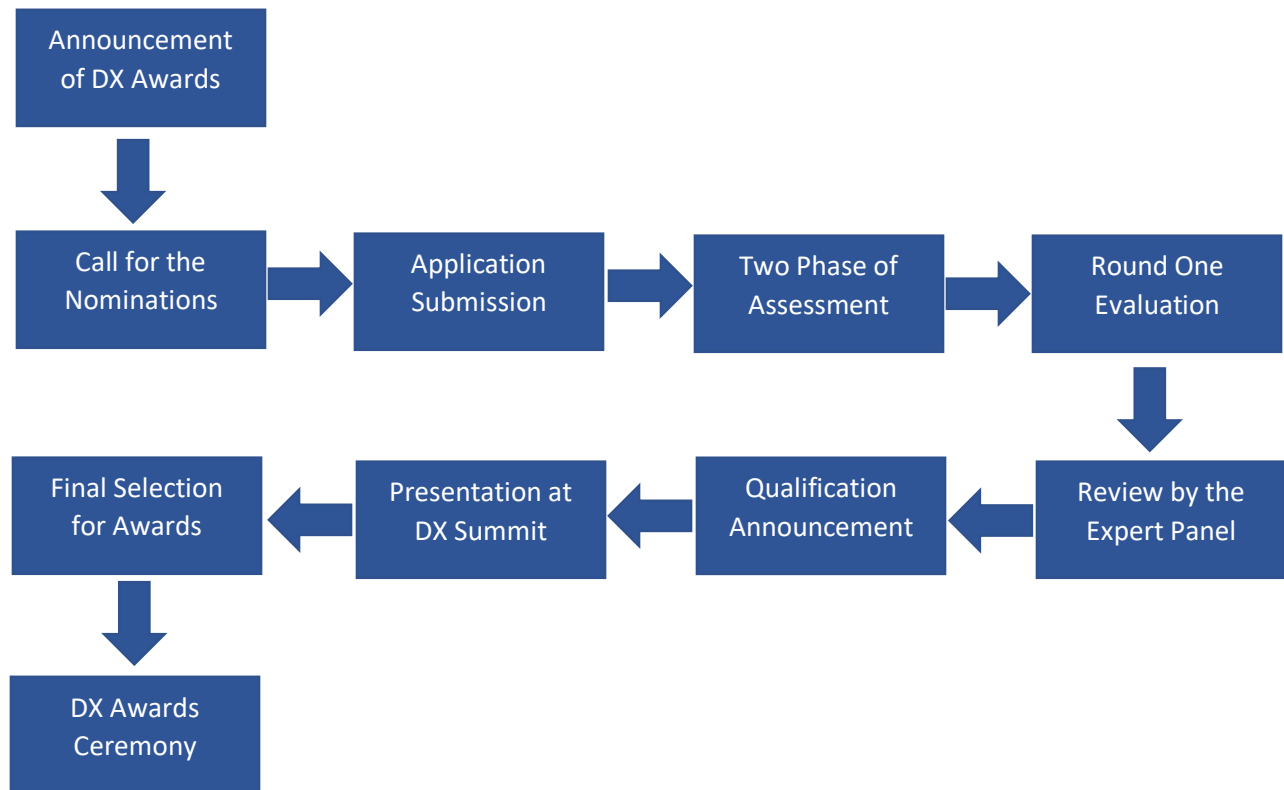 Announcement
of DX Awards
Call for the
Nominations
Application
Submission
Two Phase of
Assessment
Round One
Evaluation
Review by the
Expert Panel
Qualification
Announcement
Presentation at
DX Summit
Final Selection
for Awards
DX Awards
Ceremony